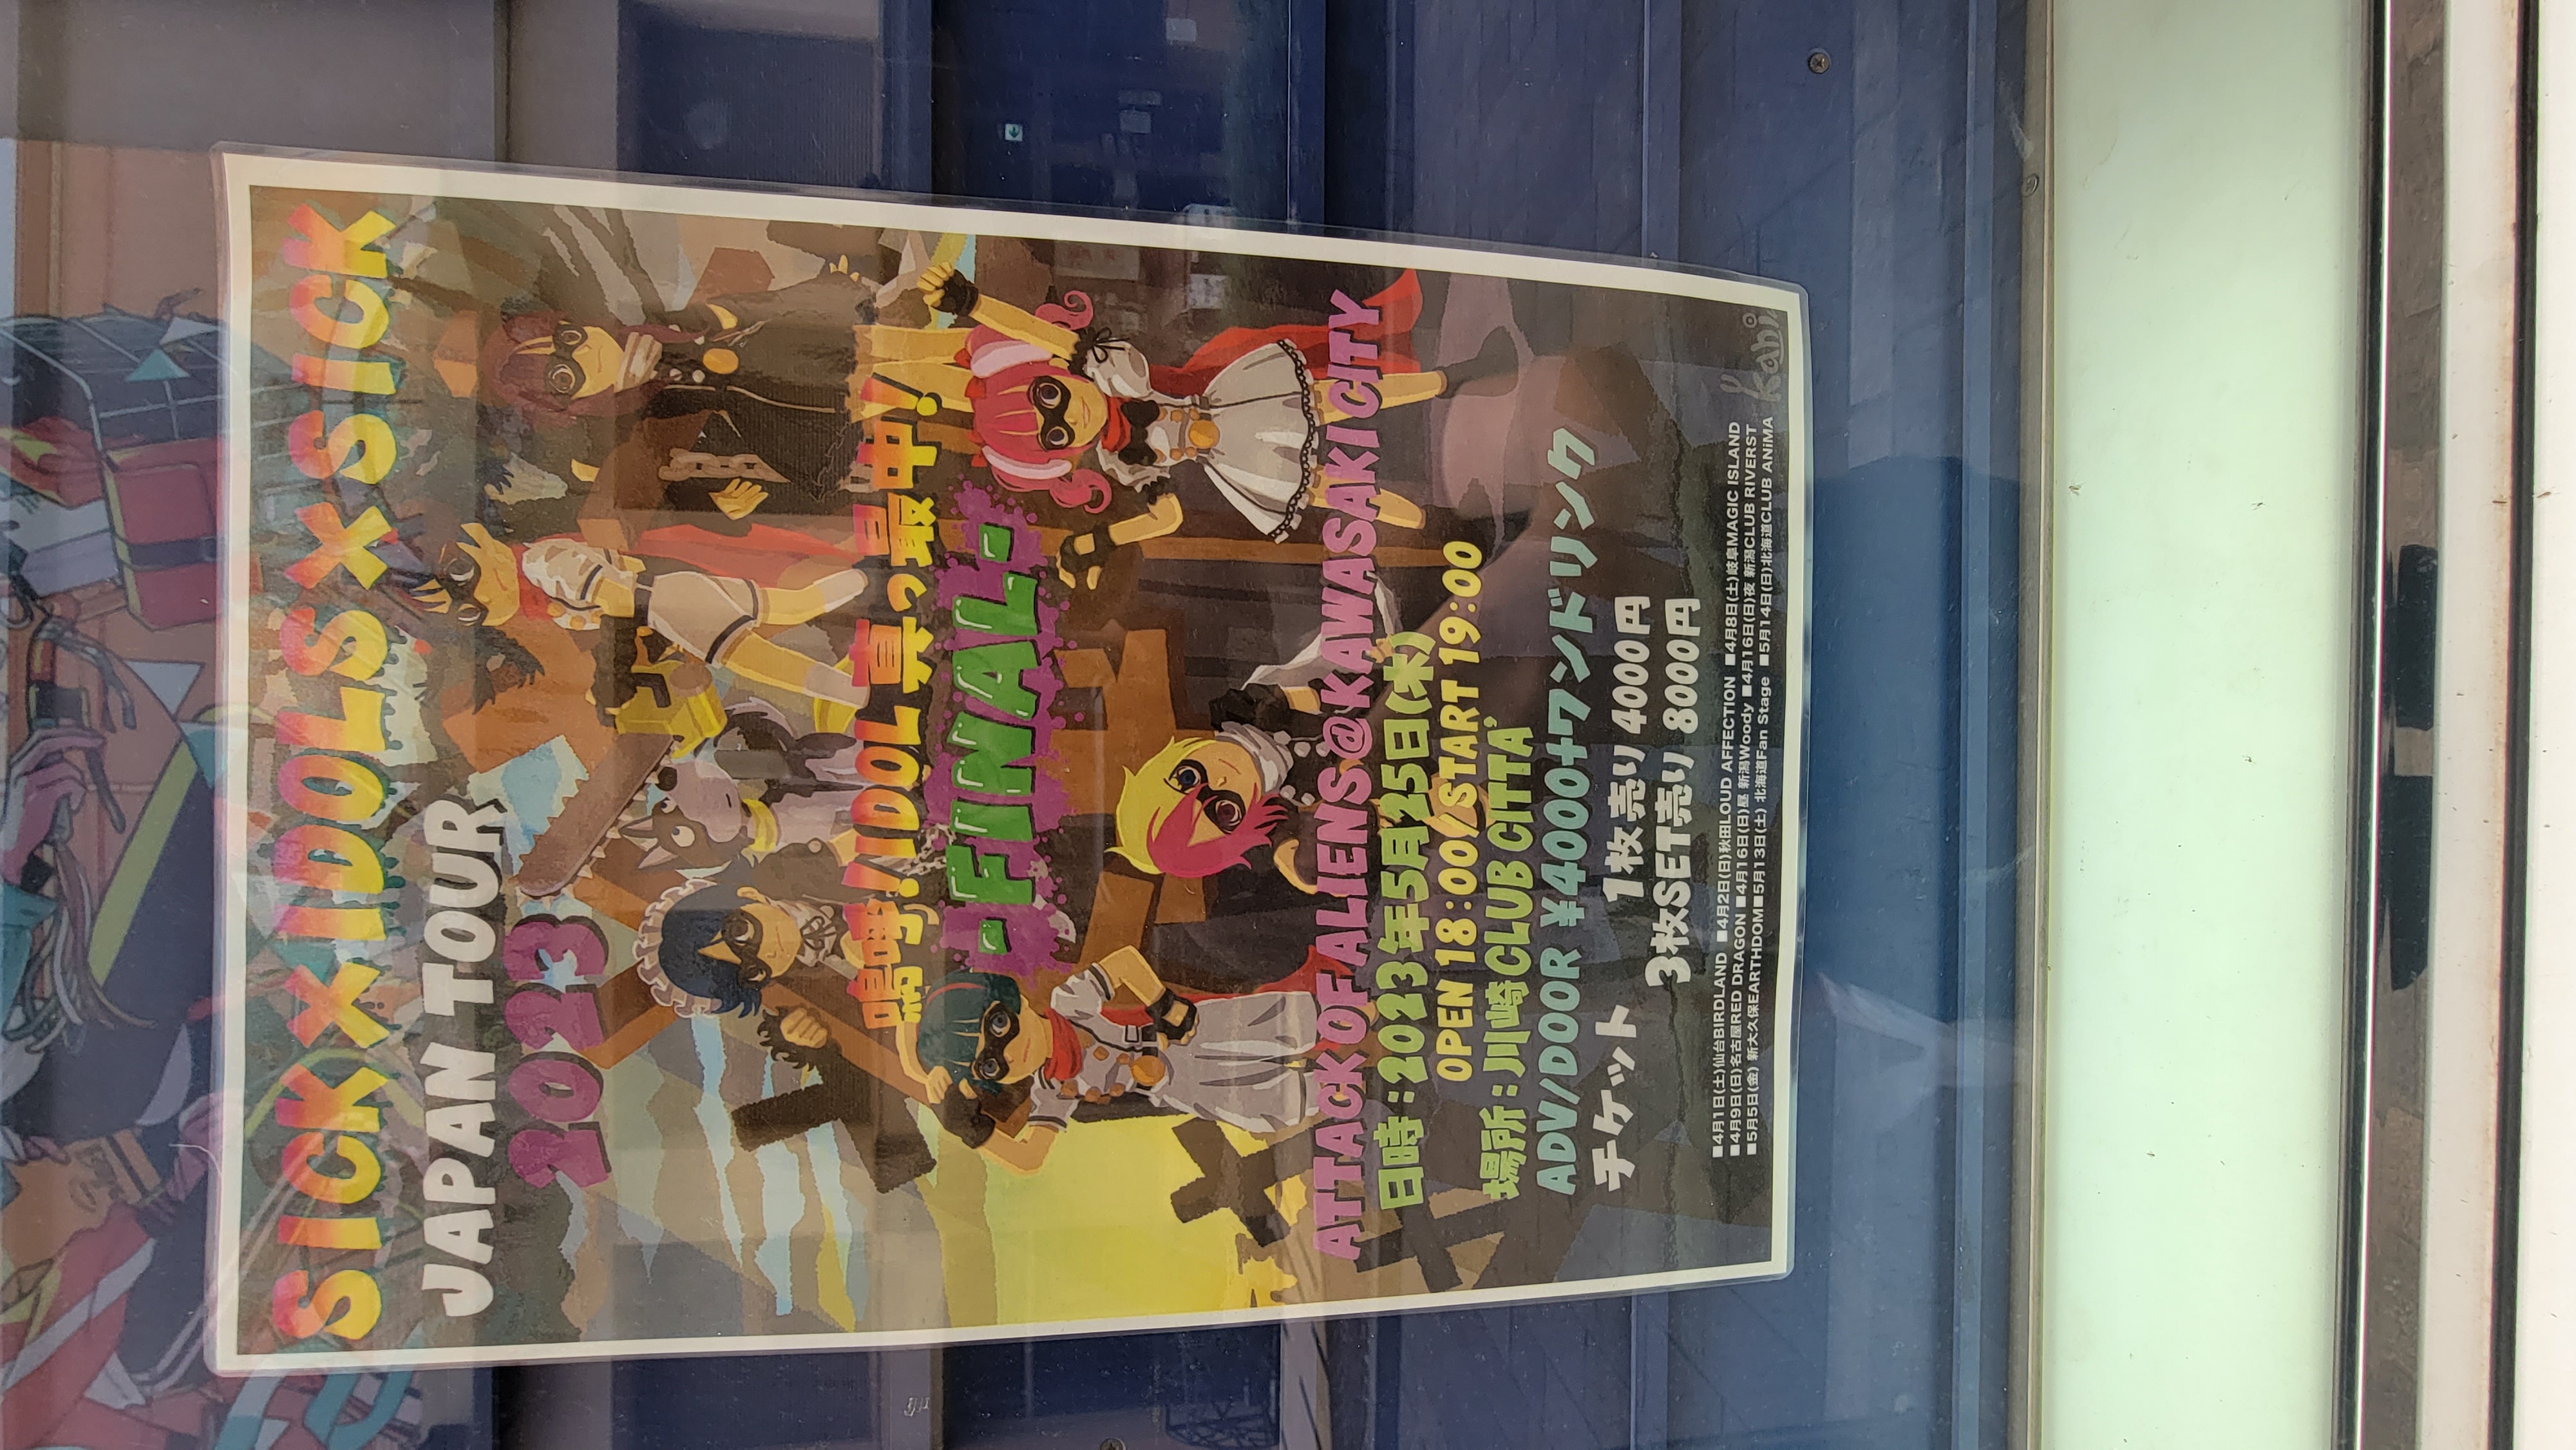 SICK×IDOLS×SICK
JAPAN TOUR
2023
嗚呼!IDOL真っ最中!
-FINAL-
ATTACK OF ALIENS@KAWASAKI CITY
日時:2023年5月25日(木)
OPEN 18:00/START 19:00
場所:川崎CLUB CITTA'
ADV/DOOR ¥4000+ワンドリンク
チケット 1枚売り 4000円
3枚SET売り 8000円
■4月1日(土)仙台BIRDLAND ■4月2日(日)秋田LOUD AFFECTION ■4月8日(土)岐阜MAGIC ISLAND
■4月9日(日)名古屋RED DRAGON ■4月16日(日)昼 新潟Woody ■4月16日(日)夜 新潟CLUB RIVERST
■5月5日(金) 新大久保EARTHDOM■5月13日(土) 北海道Fan Stage ■5月14日(日)北海道CLUB ANiMA